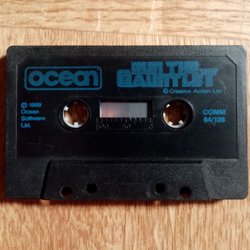 ocean
RUN THE
GAUNTLET
© Creative Action Ltd
© 1989
Ocean
Software
Ltd.
COMM
64/128